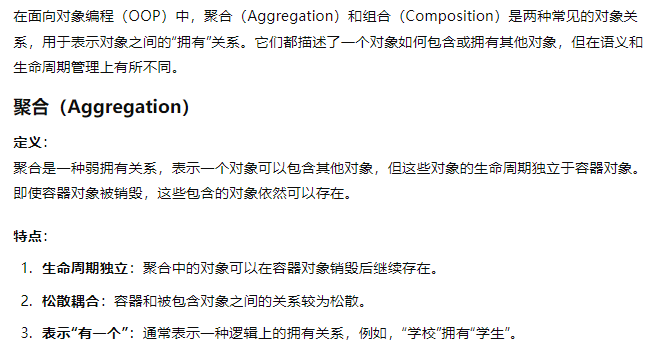 在面向对象编程（OOP）中，聚合（Aggregation）和组合（Composition）是两种常见的对象关
系，用于表示对象之间的“拥有”关系。它们都描述了一个对象如何包含或拥有其他对象，但在语义和
生命周期管理上有所不同。
聚合（Aggregation）
定义：
聚合是一种弱拥有关系，表示一个对象可以包含其他对象，但这些对象的生命周期独立于容器对象。
即使容器对象被销毁，这些包含的对象依然可以存在。
特点：
1. 生命周期独立：聚合中的对象可以在容器对象销毁后继续存在。
2. 松散耦合：容器和被包含对象之间的关系较为松散。
3. 表示“有一个”：通常表示一种逻辑上的拥有关系，例如，“学校”拥有“学生”。